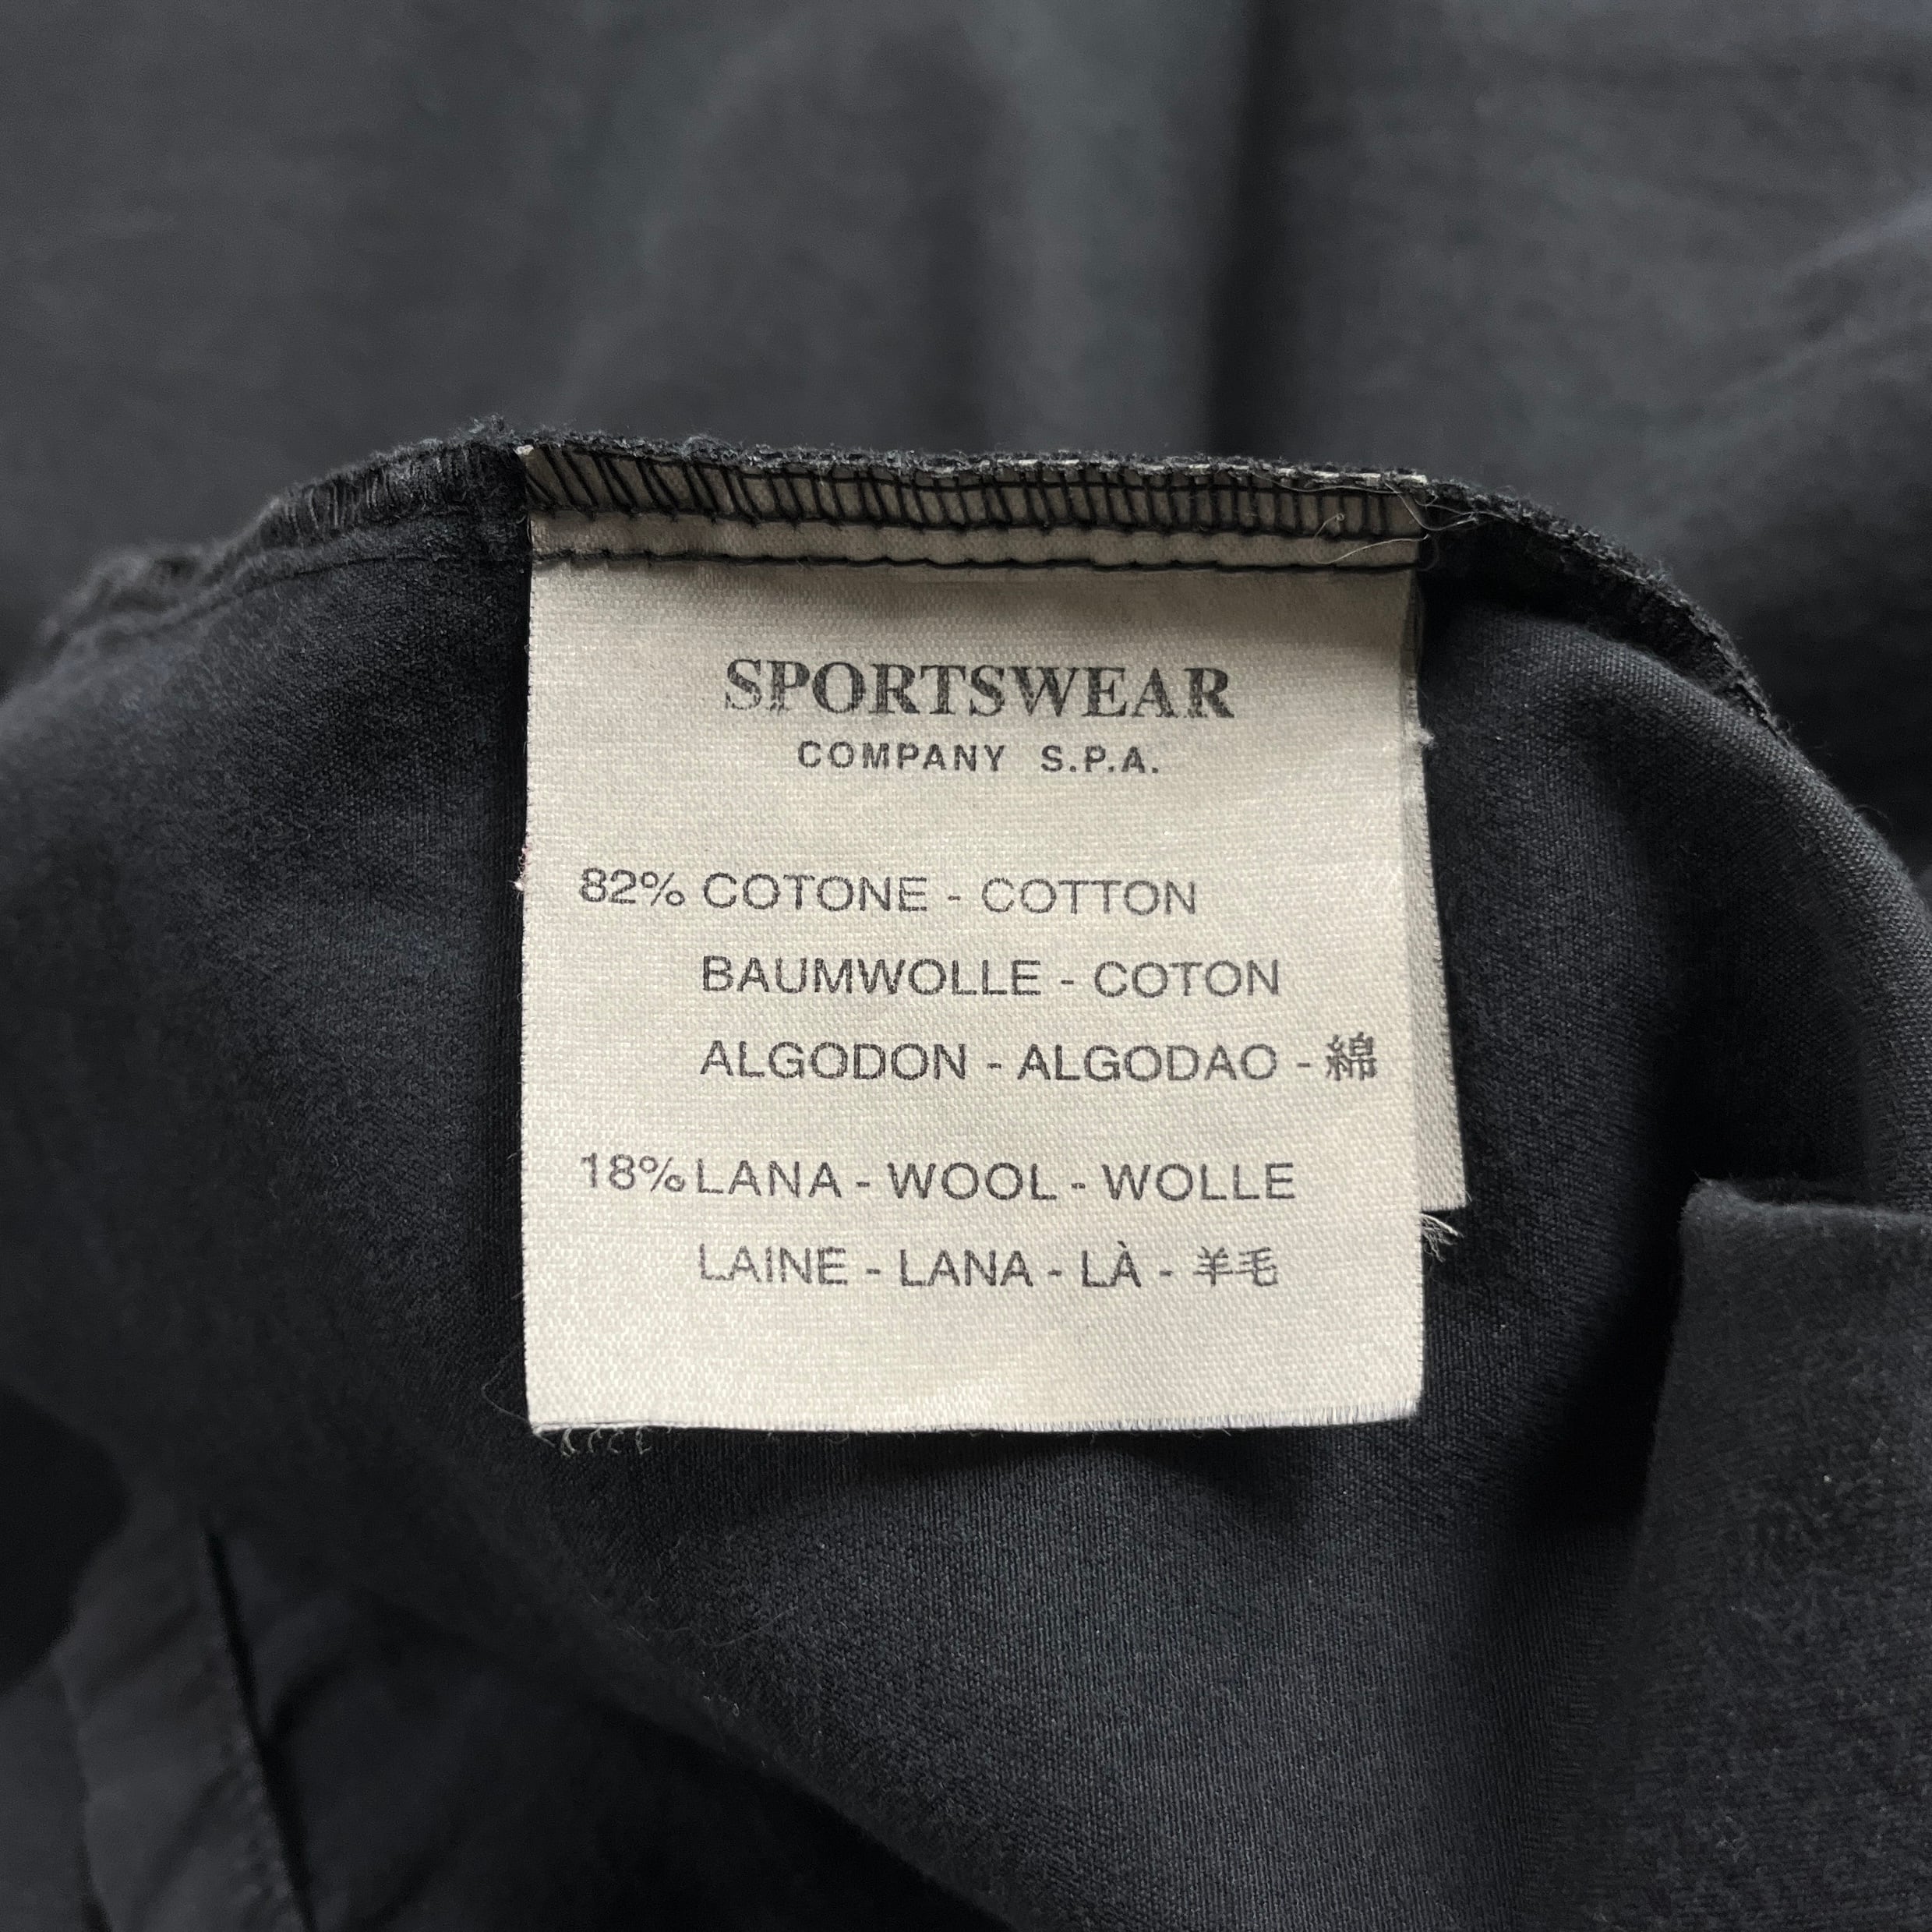 SPORTSWEAR
COMPANY S.P.A.
82% COTONE - COTTON
BAUMWOLLE - COTON
ALGODON - ALGODAO - 綿
18% LANA - WOOL - WOLLE
LAINE - LANA - LÀ - 羊毛